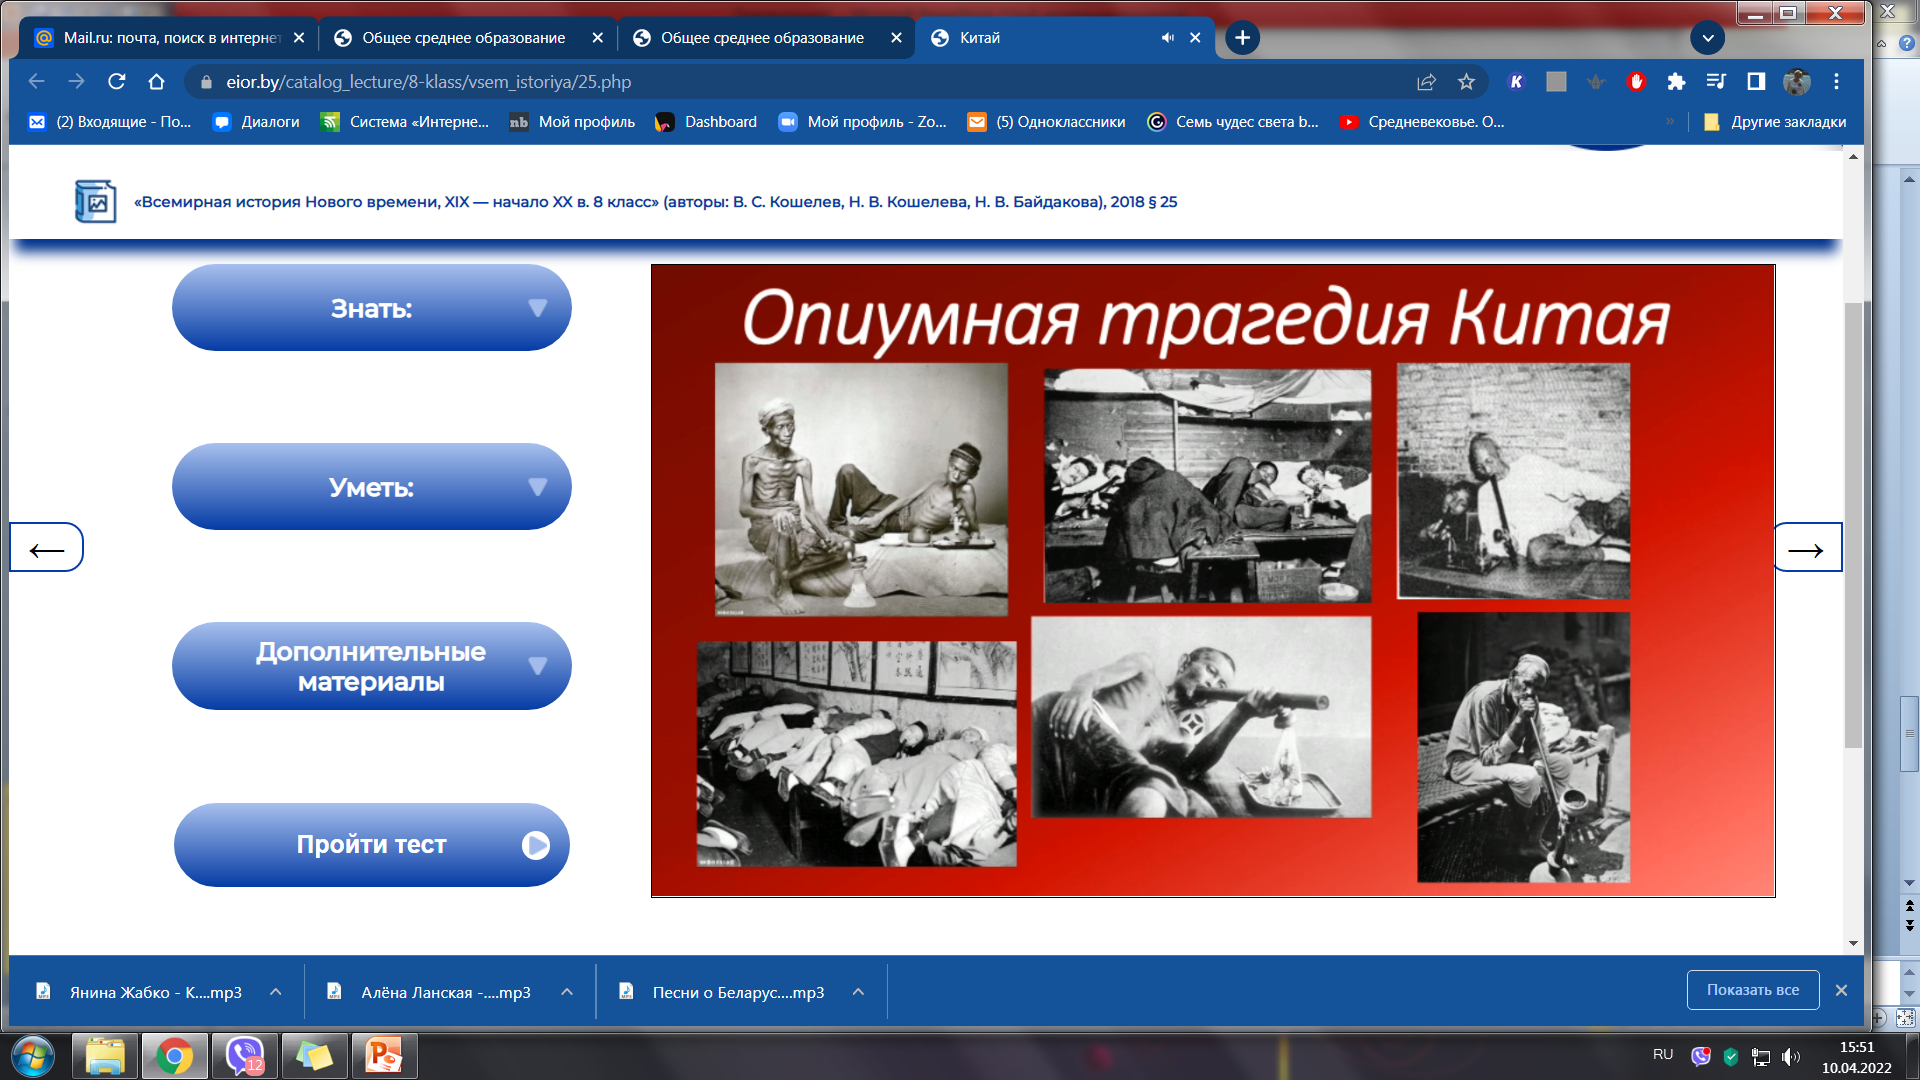 Mail.ru: почта, поиск в интернет
Общее среднее образование
Общее среднее образование
Китай
eior.by/catalog_lecture/8-klass/vsem_istoriya/25.php
(2) Входящие - По...
Диалоги
Система «Интерне...
nb
Мой профиль
Dashboard
Мой профиль - Zo...
(5) Одноклассники
Семь чудес света b...
Средневековье. О...
»
Другие закладки
«Всемирная история Нового времени, XIX — начало XX в. 8 класс» (авторы: В. С. Кошелев, Н. В. Кошелева, Н. В. Байдакова), 2018 § 25
Знать:
Уметь:
Дополнительные
материалы
Пройти тест
Опиумная трагедия Китая
Янина Жабко - К....mp3
Алёна Ланская -....mp3
Песни о Беларус....mp3
Показать все
12
RU
15:51
10.04.2022